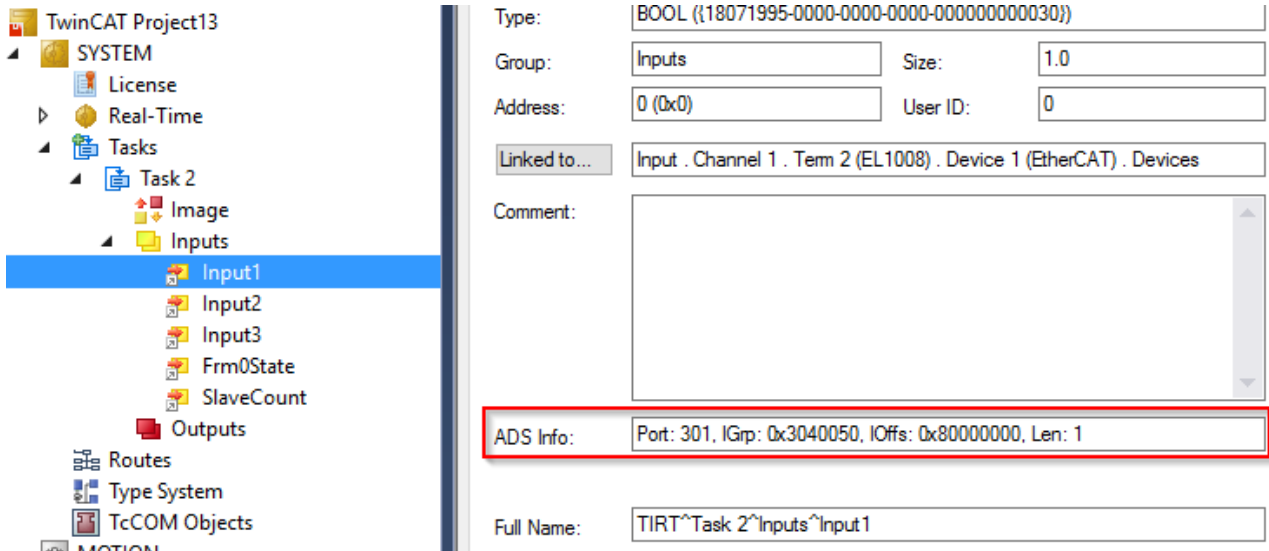 TwinCAT Project13
SYSTEM
License
Real-Time
Tasks
Task 2
Image
Inputs
Input1
Input2
Input3
Frm0State
SlaveCount
Outputs
Routes
Type System
TcCOM Objects
MOTION
Type: BOOL ({18071995-0000-0000-0000-000000000030})
Group: Inputs Size: 1.0
Address: 0 (0x0) User ID: 0
Linked to... Input . Channel 1 . Term 2 (EL1008) . Device 1 (EtherCAT) . Devices
Comment:
ADS Info: Port: 301, IGrp: 0x3040050, IOffs: 0x80000000, Len: 1
Full Name: TIRT^Task 2^Inputs^Input1